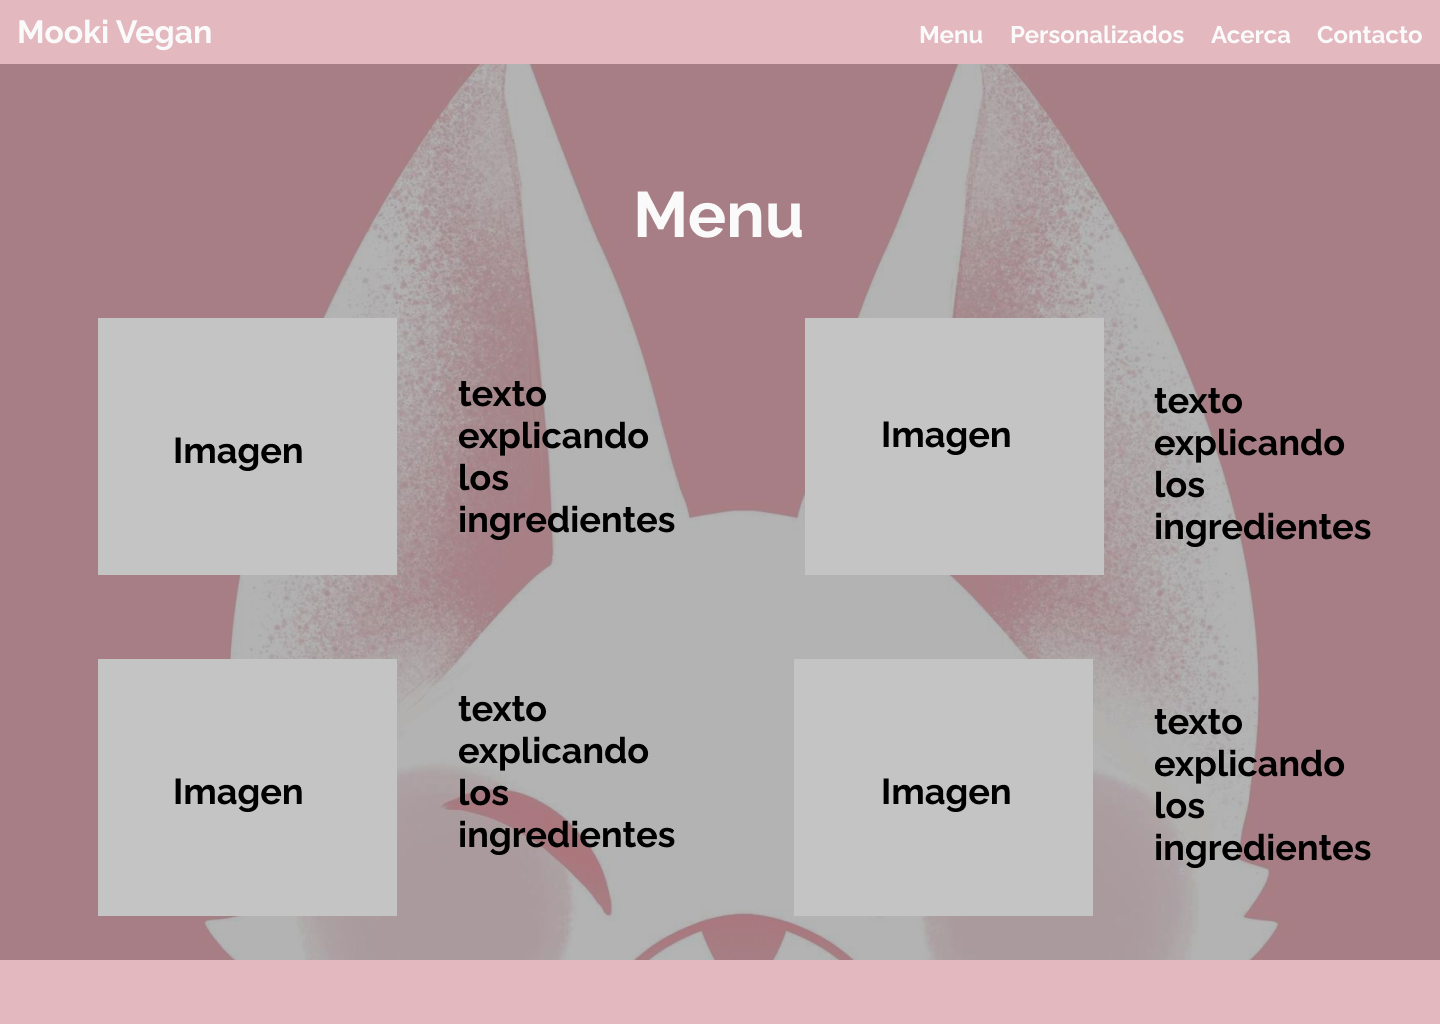 Mooki Vegan
Menu Personalizados Acerca Contacto
Menu
Imagen
texto
explicando
los
ingredientes
Imagen
texto
explicando
los
ingredientes
Imagen
texto
explicando
los
ingredientes
Imagen
texto
explicando
los
ingredientes